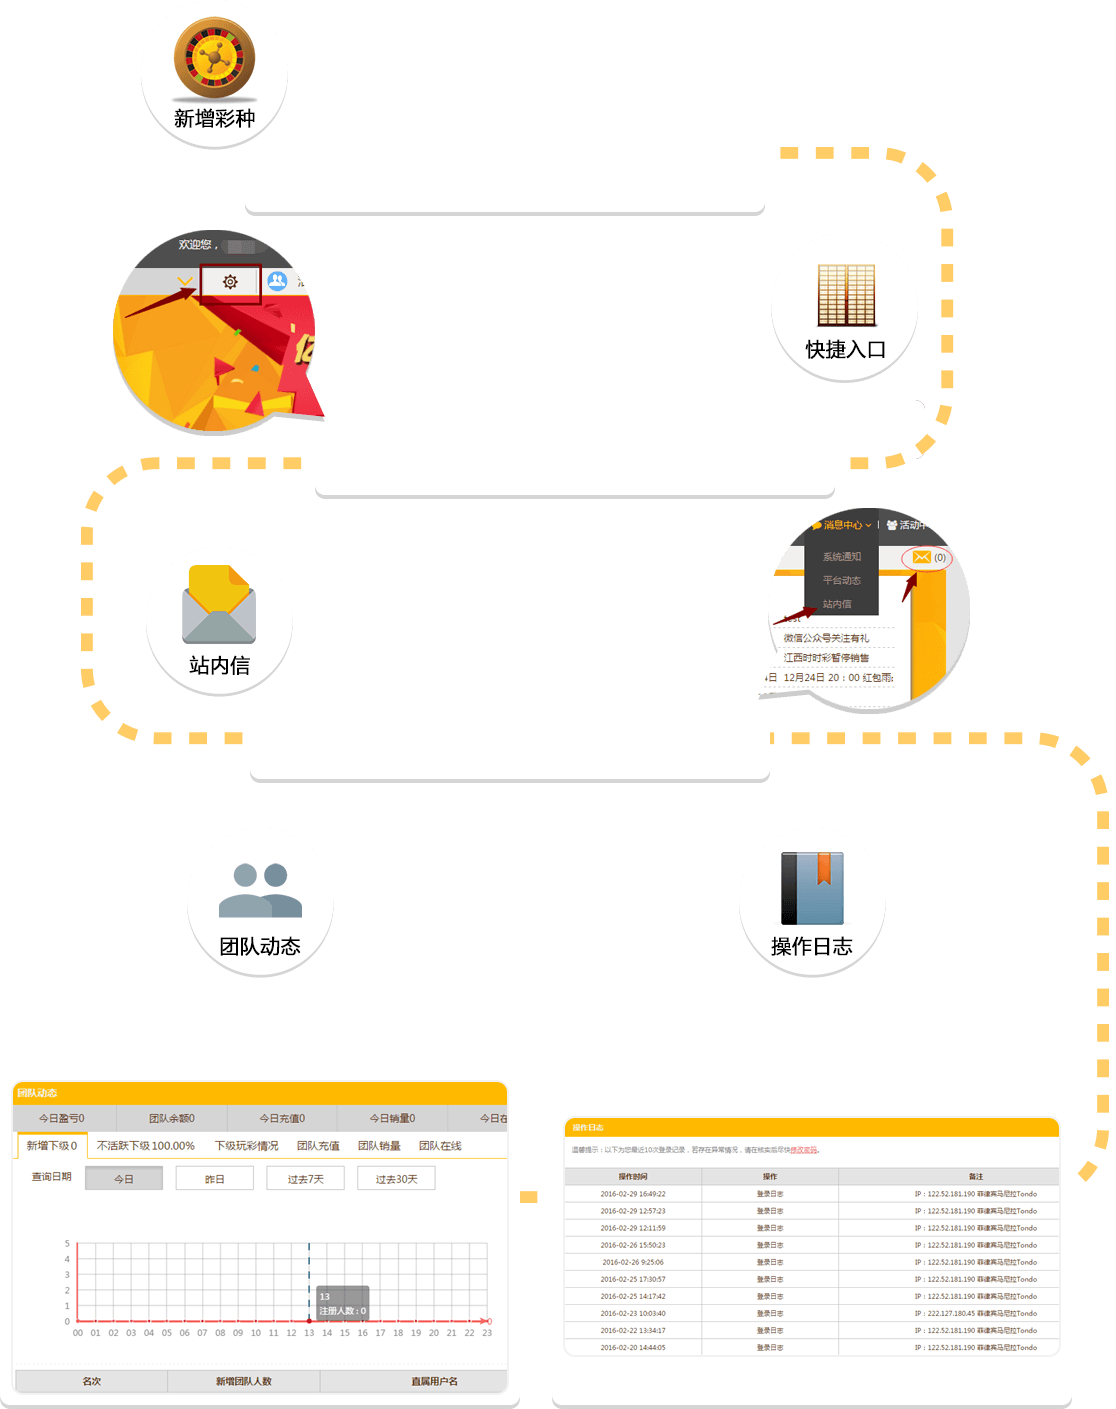 新增彩种
欢迎您，
快捷入口
消息中心
活动中
(0)
系统通知
平台动态
站内信
test
微信公众号关注有礼
江西时时彩暂停销售
日 12月24日 20：00 红包雨
站内信
团队动态
操作日志
团队动态
今日盈亏0 团队余额0 今日充值0 今日销量0 今日在
新增下级0 不活跃下级100.00% 下级玩彩情况 团队充值 团队销量 团队在线
查询日期 今日 昨日 过去7天 过去30天
5
4
3
2
1
0
13
注册人数 : 0
0
00 01 02 03 04 05 06 07 08 09 10 11 12 13 14 15 16 17 18 19 20 21 22 23
名次 新增团队人数 直属用户名
操作日志
温馨提示：以下为您最近10次登录记录，若存在异常情况，请在核实后尽快修改密码。
操作时间 操作 备注
2016-02-29 16:49:22 登录日志 IP：122.52.181.190 菲律宾马尼拉Tondo
2016-02-29 12:57:23 登录日志 IP：122.52.181.190 菲律宾马尼拉Tondo
2016-02-29 12:11:59 登录日志 IP：122.52.181.190 菲律宾马尼拉Tondo
2016-02-26 15:50:23 登录日志 IP：122.52.181.190 菲律宾马尼拉Tondo
2016-02-26 9:25:06 登录日志 IP：122.52.181.190 菲律宾马尼拉Tondo
2016-02-25 17:30:57 登录日志 IP：122.52.181.190 菲律宾马尼拉Tondo
2016-02-25 14:17:42 登录日志 IP：122.52.181.190 菲律宾马尼拉Tondo
2016-02-23 10:03:40 登录日志 IP：222.127.180.45 菲律宾马尼拉Tondo
2016-02-22 13:34:17 登录日志 IP：122.52.181.190 菲律宾马尼拉Tondo
2016-02-20 14:44:05 登录日志 IP：122.52.181.190 菲律宾马尼拉Tondo